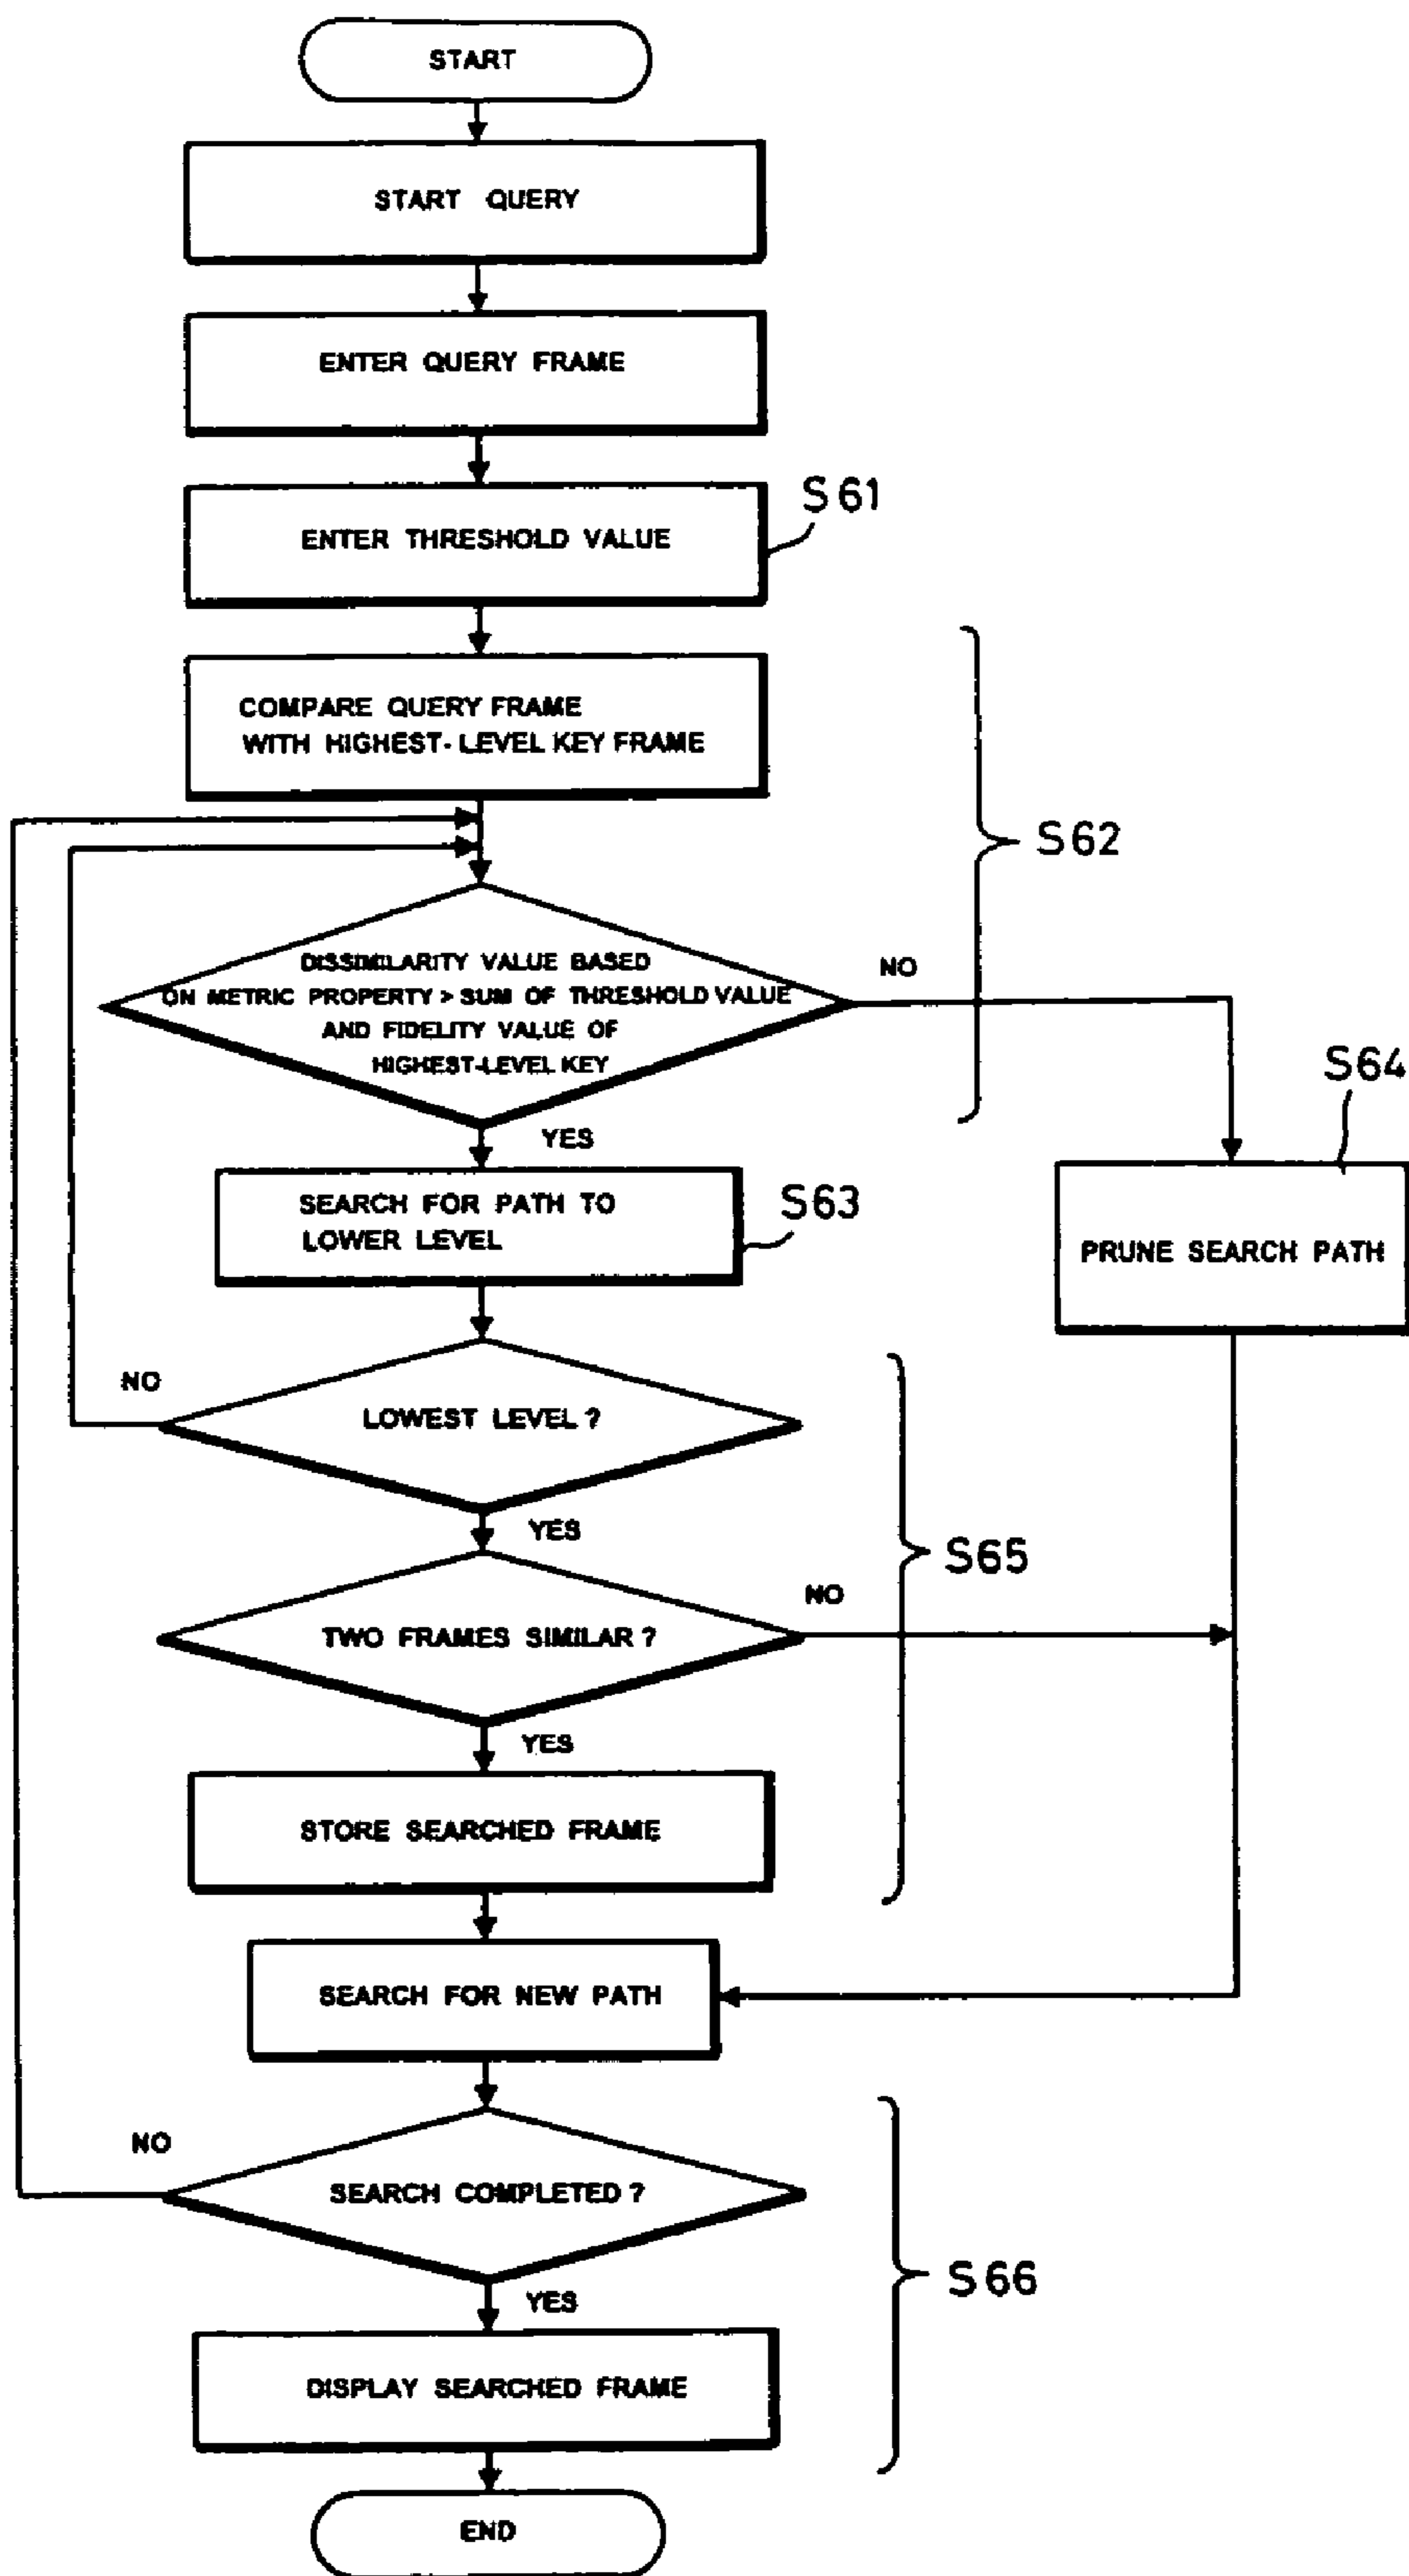 START
START QUERY
ENTER QUERY FRAME
S61
ENTER THRESHOLD VALUE
COMPARE QUERY FRAME
WITH HIGHEST-LEVEL KEY FRAME
S62
DISSIMILARITY VALUE BASED
ON METRIC PROPERTY > SUM OF THRESHOLD VALUE
AND FIDELITY VALUE OF
HIGHEST-LEVEL KEY
NO
YES
S64
SEARCH FOR PATH TO
LOWER LEVEL
S63
PRUNE SEARCH PATH
NO
LOWEST LEVEL ?
YES
S65
NO
TWO FRAMES SIMILAR ?
YES
STORE SEARCHED FRAME
SEARCH FOR NEW PATH
NO
SEARCH COMPLETED ?
S66
YES
DISPLAY SEARCHED FRAME
END